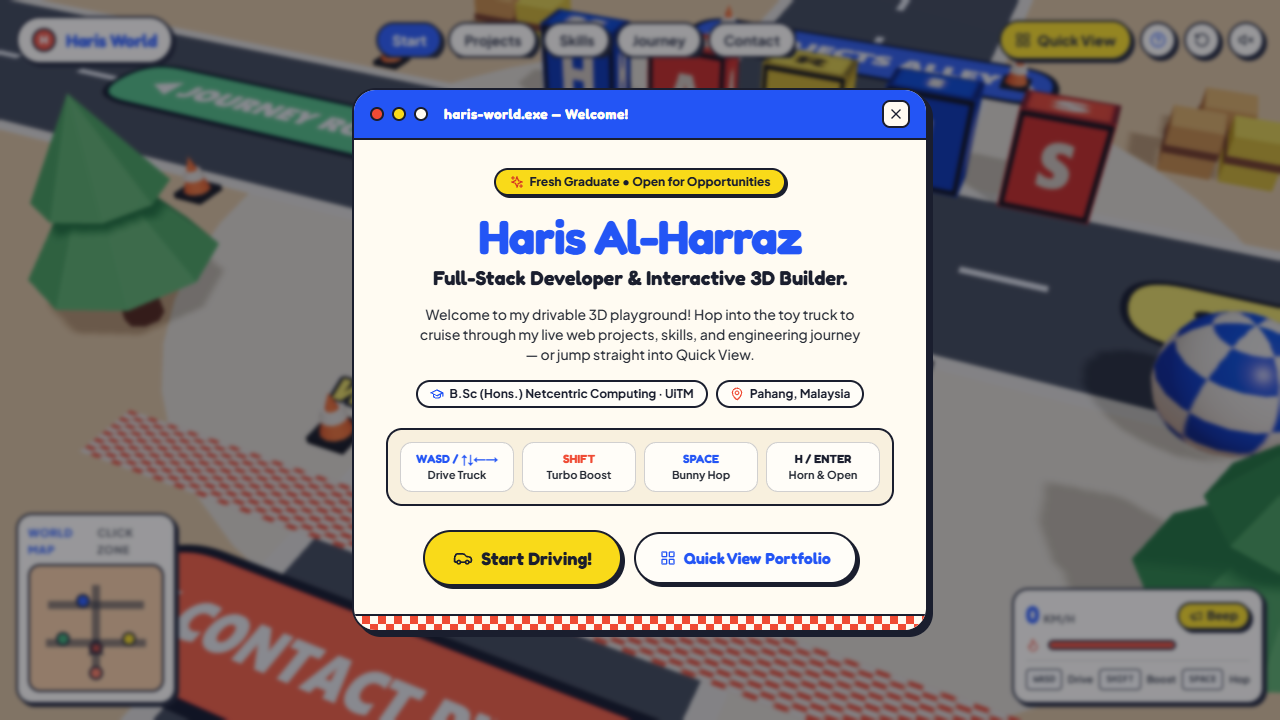 H Haris World
Start
Projects
Skills
Journey
Contact
Quick View
JECTS ALLEY
H
S
JOURNEY RO
haris-world.exe — Welcome!
Fresh Graduate • Open for Opportunities
Haris Al-Harraz
Full-Stack Developer & Interactive 3D Builder.
Welcome to my drivable 3D playground! Hop into the toy truck to
cruise through my live web projects, skills, and engineering journey
— or jump straight into Quick View.
B.Sc (Hons.) Netcentric Computing · UiTM
Pahang, Malaysia
WASD / ↑↓←→
Drive Truck
SHIFT
Turbo Boost
SPACE
Bunny Hop
H / ENTER
Horn & Open
Start Driving!
Quick View Portfolio
WORLD MAP
CLICK ZONE
CONTACT
0 KM/H
Beep
WASD Drive SHIFT Boost SPACE Hop